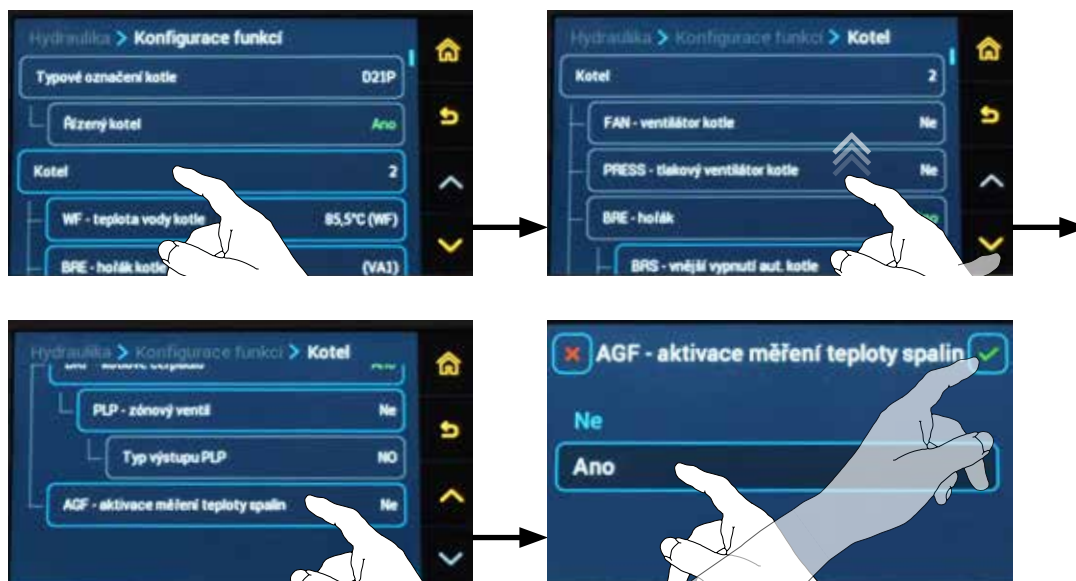 Hydraulika > Konfigurace funkcí
Typové označení kotle D21P
Řízený kotel Ano
Kotel 2
WF - teplota vody kotle 85,5°C (WF)
BRE - hořák kotle (VA1)
Hydraulika > Konfigurace funkcí > Kotel
Kotel 2
FAN - ventilátor kotle Ne
PRESS - tlakový ventilátor kotle Ne
BRE - hořák
BRS - vnější vypnutí aut. kotle
Hydraulika > Konfigurace funkcí > Kotel
Ano
PLP - zónový ventil Ne
Typ výstupu PLP NO
AGF - aktivace měření teploty spalin Ne
AGF - aktivace měření teploty spalin
Ne
Ano